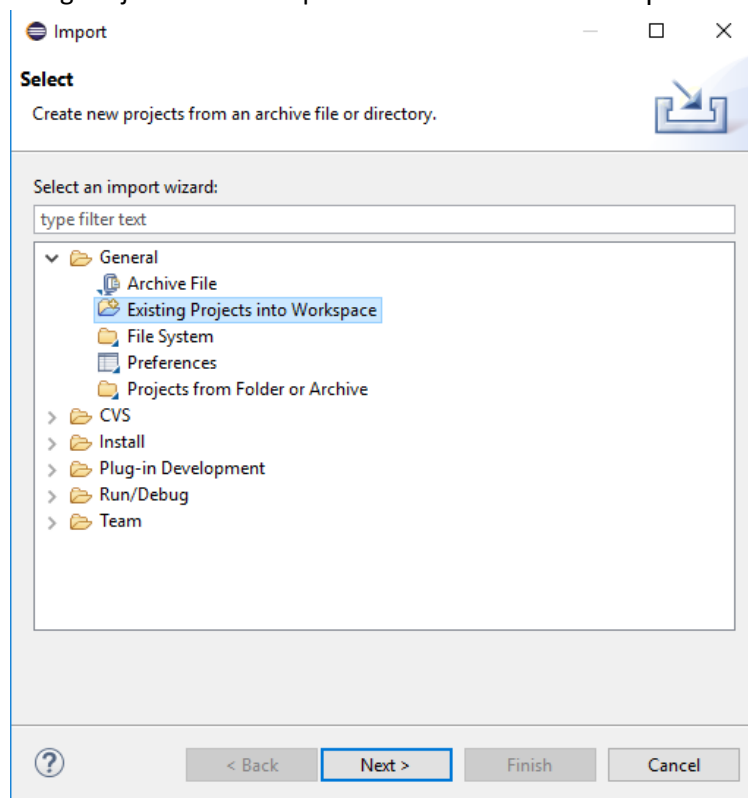 Import
Select
Create new projects from an archive file or directory.
Select an import wizard:
type filter text
General
Archive File
Existing Projects into Workspace
File System
Preferences
Projects from Folder or Archive
CVS
Install
Plug-in Development
Run/Debug
Team
? < Back Next > Finish Cancel